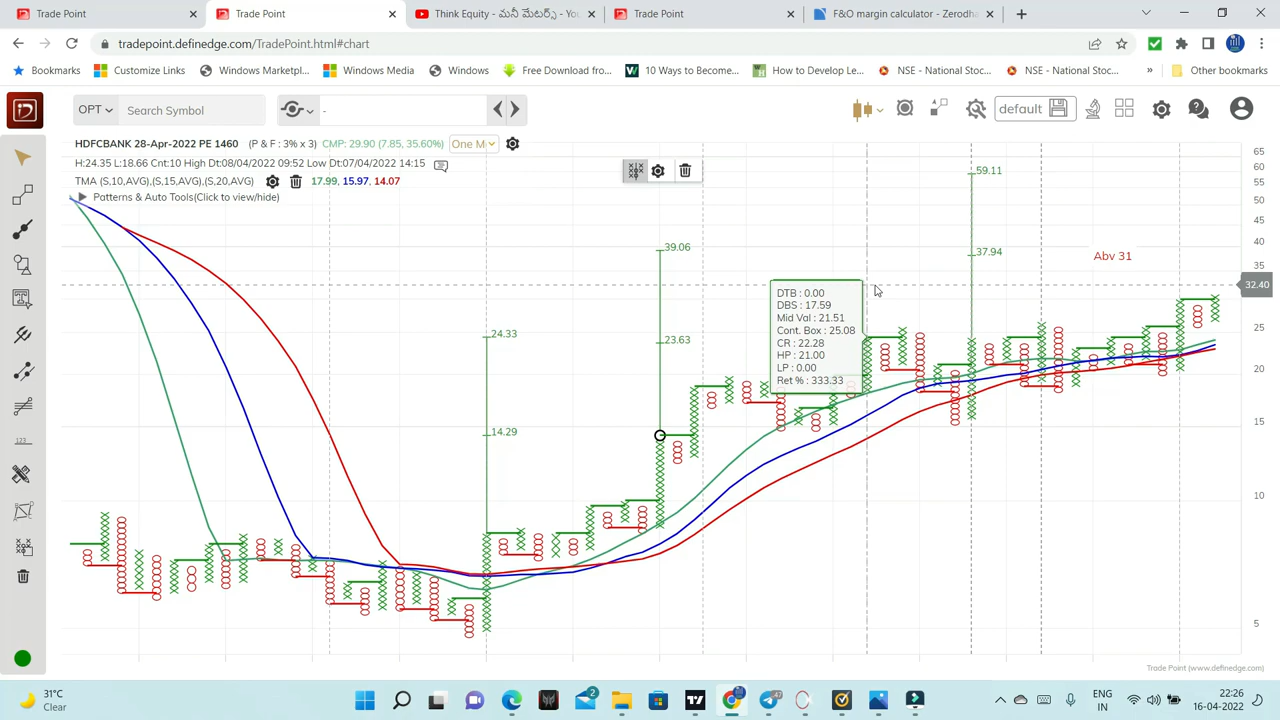 Trade Point
Trade Point
Think Equity - మనీ మేటర్స్ - You
Trade Point
F&O margin calculator - Zerodha
tradepoint.definedge.com/TradePoint.html#chart
Bookmarks
Customize Links
Windows Marketpl...
Windows Media
Windows
Free Download fro...
10 Ways to Become...
How to Develop Le...
NSE - National Stoc...
NSE - National Stoc...
»
Other bookmarks
OPT
Search Symbol
-
default
HDFCBANK 28-Apr-2022 PE 1460 (P & F : 3% x 3) CMP: 29.90 (7.85, 35.60%) One M
H:24.35 L:18.66 Cnt:10 High Dt:08/04/2022 09:52 Low Dt:07/04/2022 14:15
TMA (S,10,AVG),(S,15,AVG),(S,20,AVG) 17.99, 15.97, 14.07
Patterns & Auto Tools(Click to view/hide)
59.11
39.06
37.94
Abv 31
24.33
23.63
14.29
DTB : 0.00
DBS : 17.59
Mid Val : 21.51
Cont. Box : 25.08
CR : 22.28
HP : 21.00
LP : 0.00
Ret % : 333.33
65
60
55
50
45
40
35
32.40
25
20
15
10
5
123
Trade Point (www.definedge.com)
31°C
Clear
2
43
ENG
IN
22:26
16-04-2022